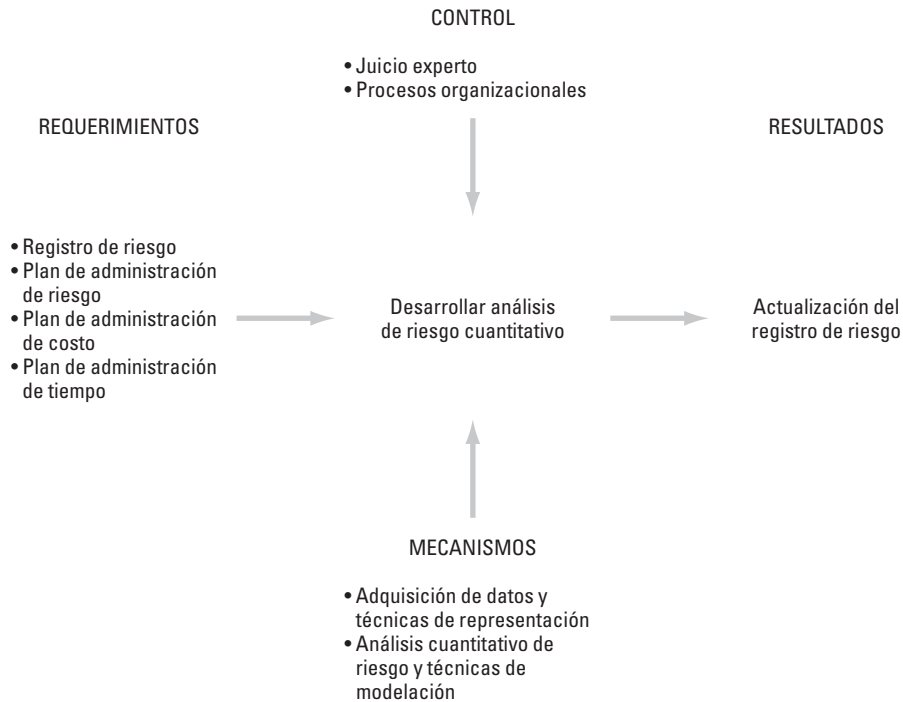 CONTROL
• Juicio experto
• Procesos organizacionales
REQUERIMIENTOS
RESULTADOS
• Registro de riesgo
• Plan de administración
de riesgo
• Plan de administración
de costo
• Plan de administración
de tiempo
Desarrollar análisis
de riesgo cuantitativo
Actualización del
registro de riesgo
MECANISMOS
• Adquisición de datos y
técnicas de representación
• Análisis cuantitativo de
riesgo y técnicas de
modelación